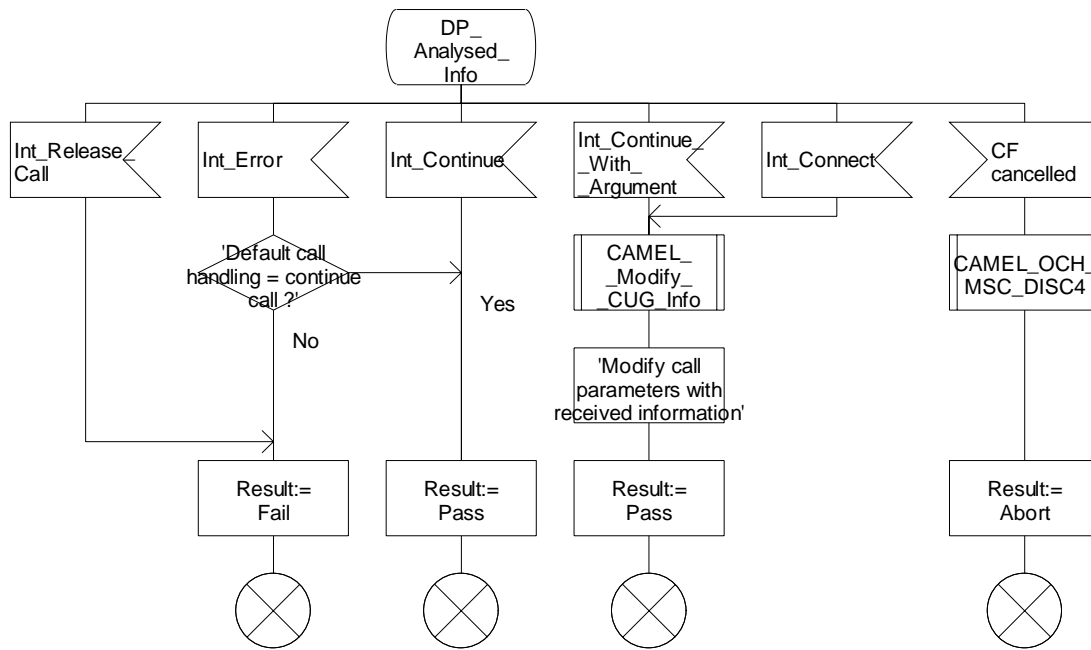 DP_
Analysed_
Info
Int_Release_
Call
Int_Error
Int_Continue
Int_Continue_
_With_
_Argument
Int_Connect
CF
cancelled
'Default call
handling = continue
call ?'
Yes
No
CAMEL_
_Modify_
_CUG_Info
CAMEL_OCH_
MSC_DISC4
'Modify call
parameters with
received information'
Result:=
Fail
Result:=
Pass
Result:=
Pass
Result:=
Abort